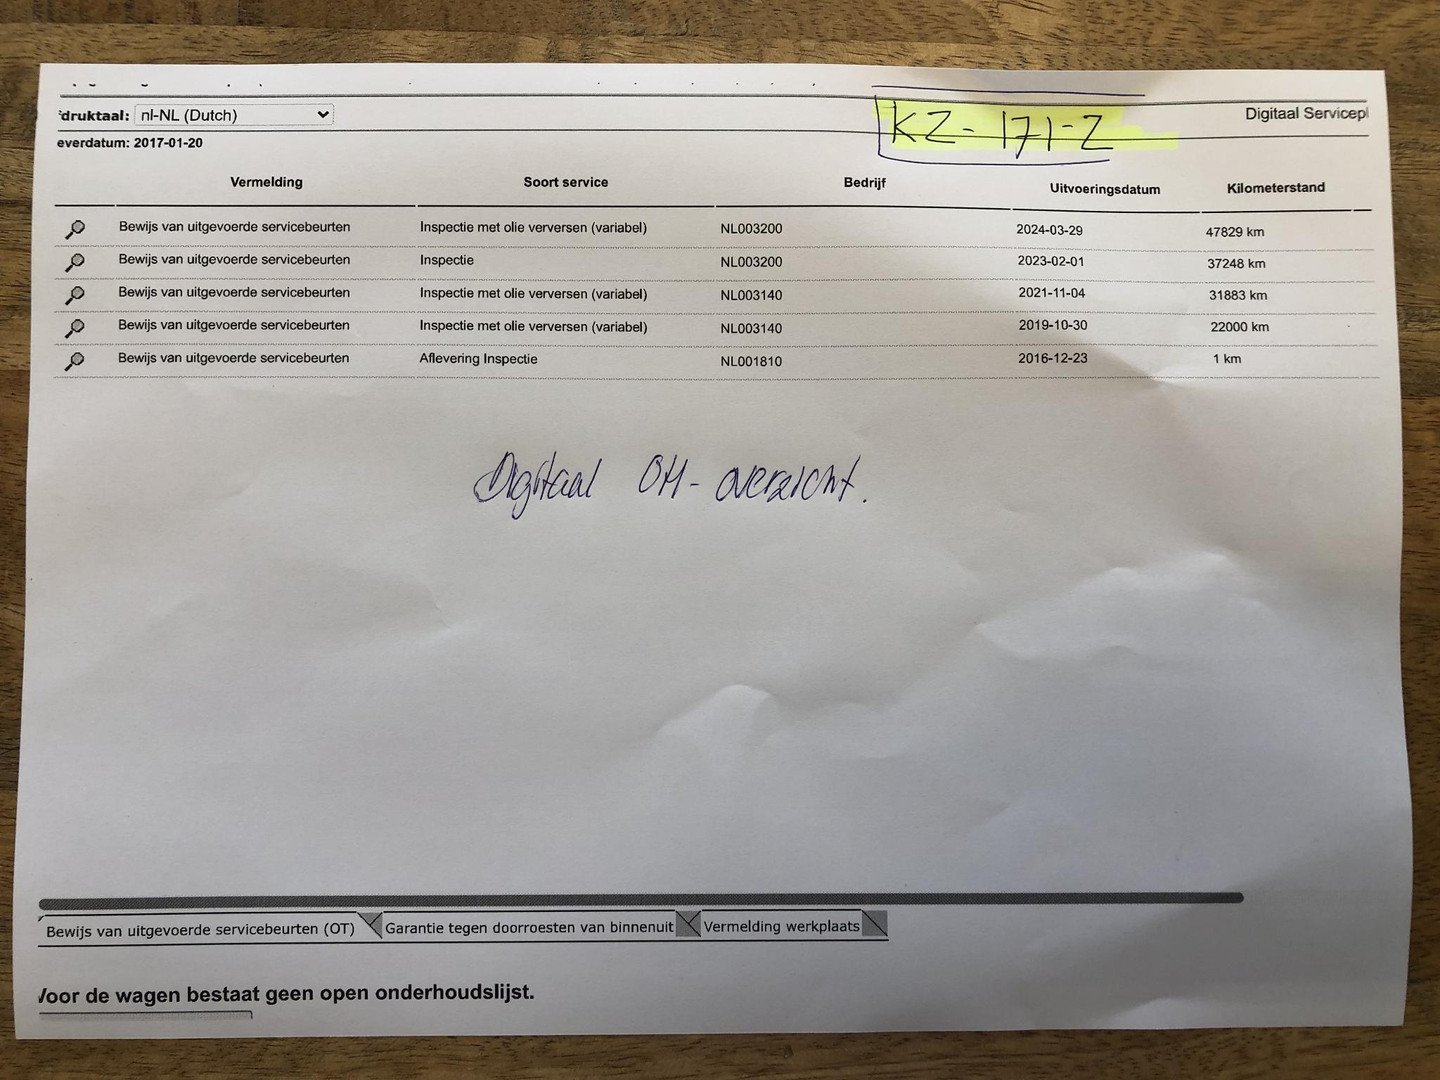 druktaal: nl-NL (Dutch)
KZ-171-Z
Digitaal Servicepl
everdatum: 2017-01-20
Vermelding Soort service Bedrijf Uitvoeringsdatum Kilometerstand
Bewijs van uitgevoerde servicebeurten Inspectie met olie verversen (variabel) NL003200 2024-03-29 47829 km
Bewijs van uitgevoerde servicebeurten Inspectie NL003200 2023-02-01 37248 km
Bewijs van uitgevoerde servicebeurten Inspectie met olie verversen (variabel) NL003140 2021-11-04 31883 km
Bewijs van uitgevoerde servicebeurten Inspectie met olie verversen (variabel) NL003140 2019-10-30 22000 km
Bewijs van uitgevoerde servicebeurten Aflevering Inspectie NL001810 2016-12-23 1 km
Digitaal OH-overzicht.
Bewijs van uitgevoerde servicebeurten (OT) Garantie tegen doorroesten van binnenuit Vermelding werkplaats
Voor de wagen bestaat geen open onderhoudslijst.